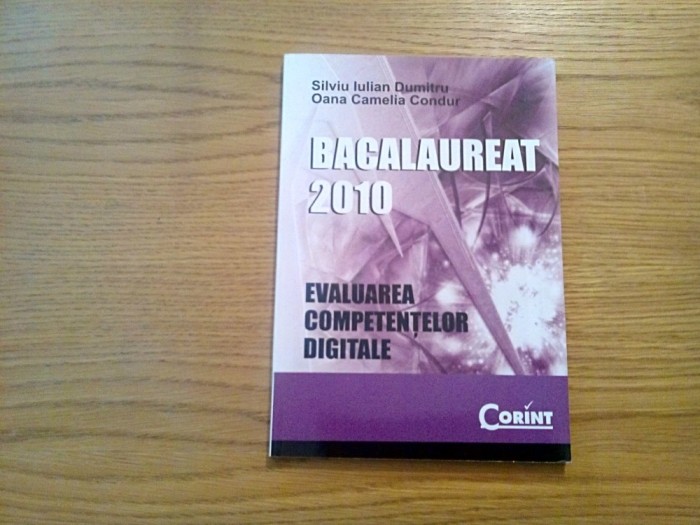 Silviu Iulian Dumitru
Oana Camelia Condur
BACALAUREAT
2010
EVALUAREA
COMPETENȚELOR
DIGITALE
CORINT